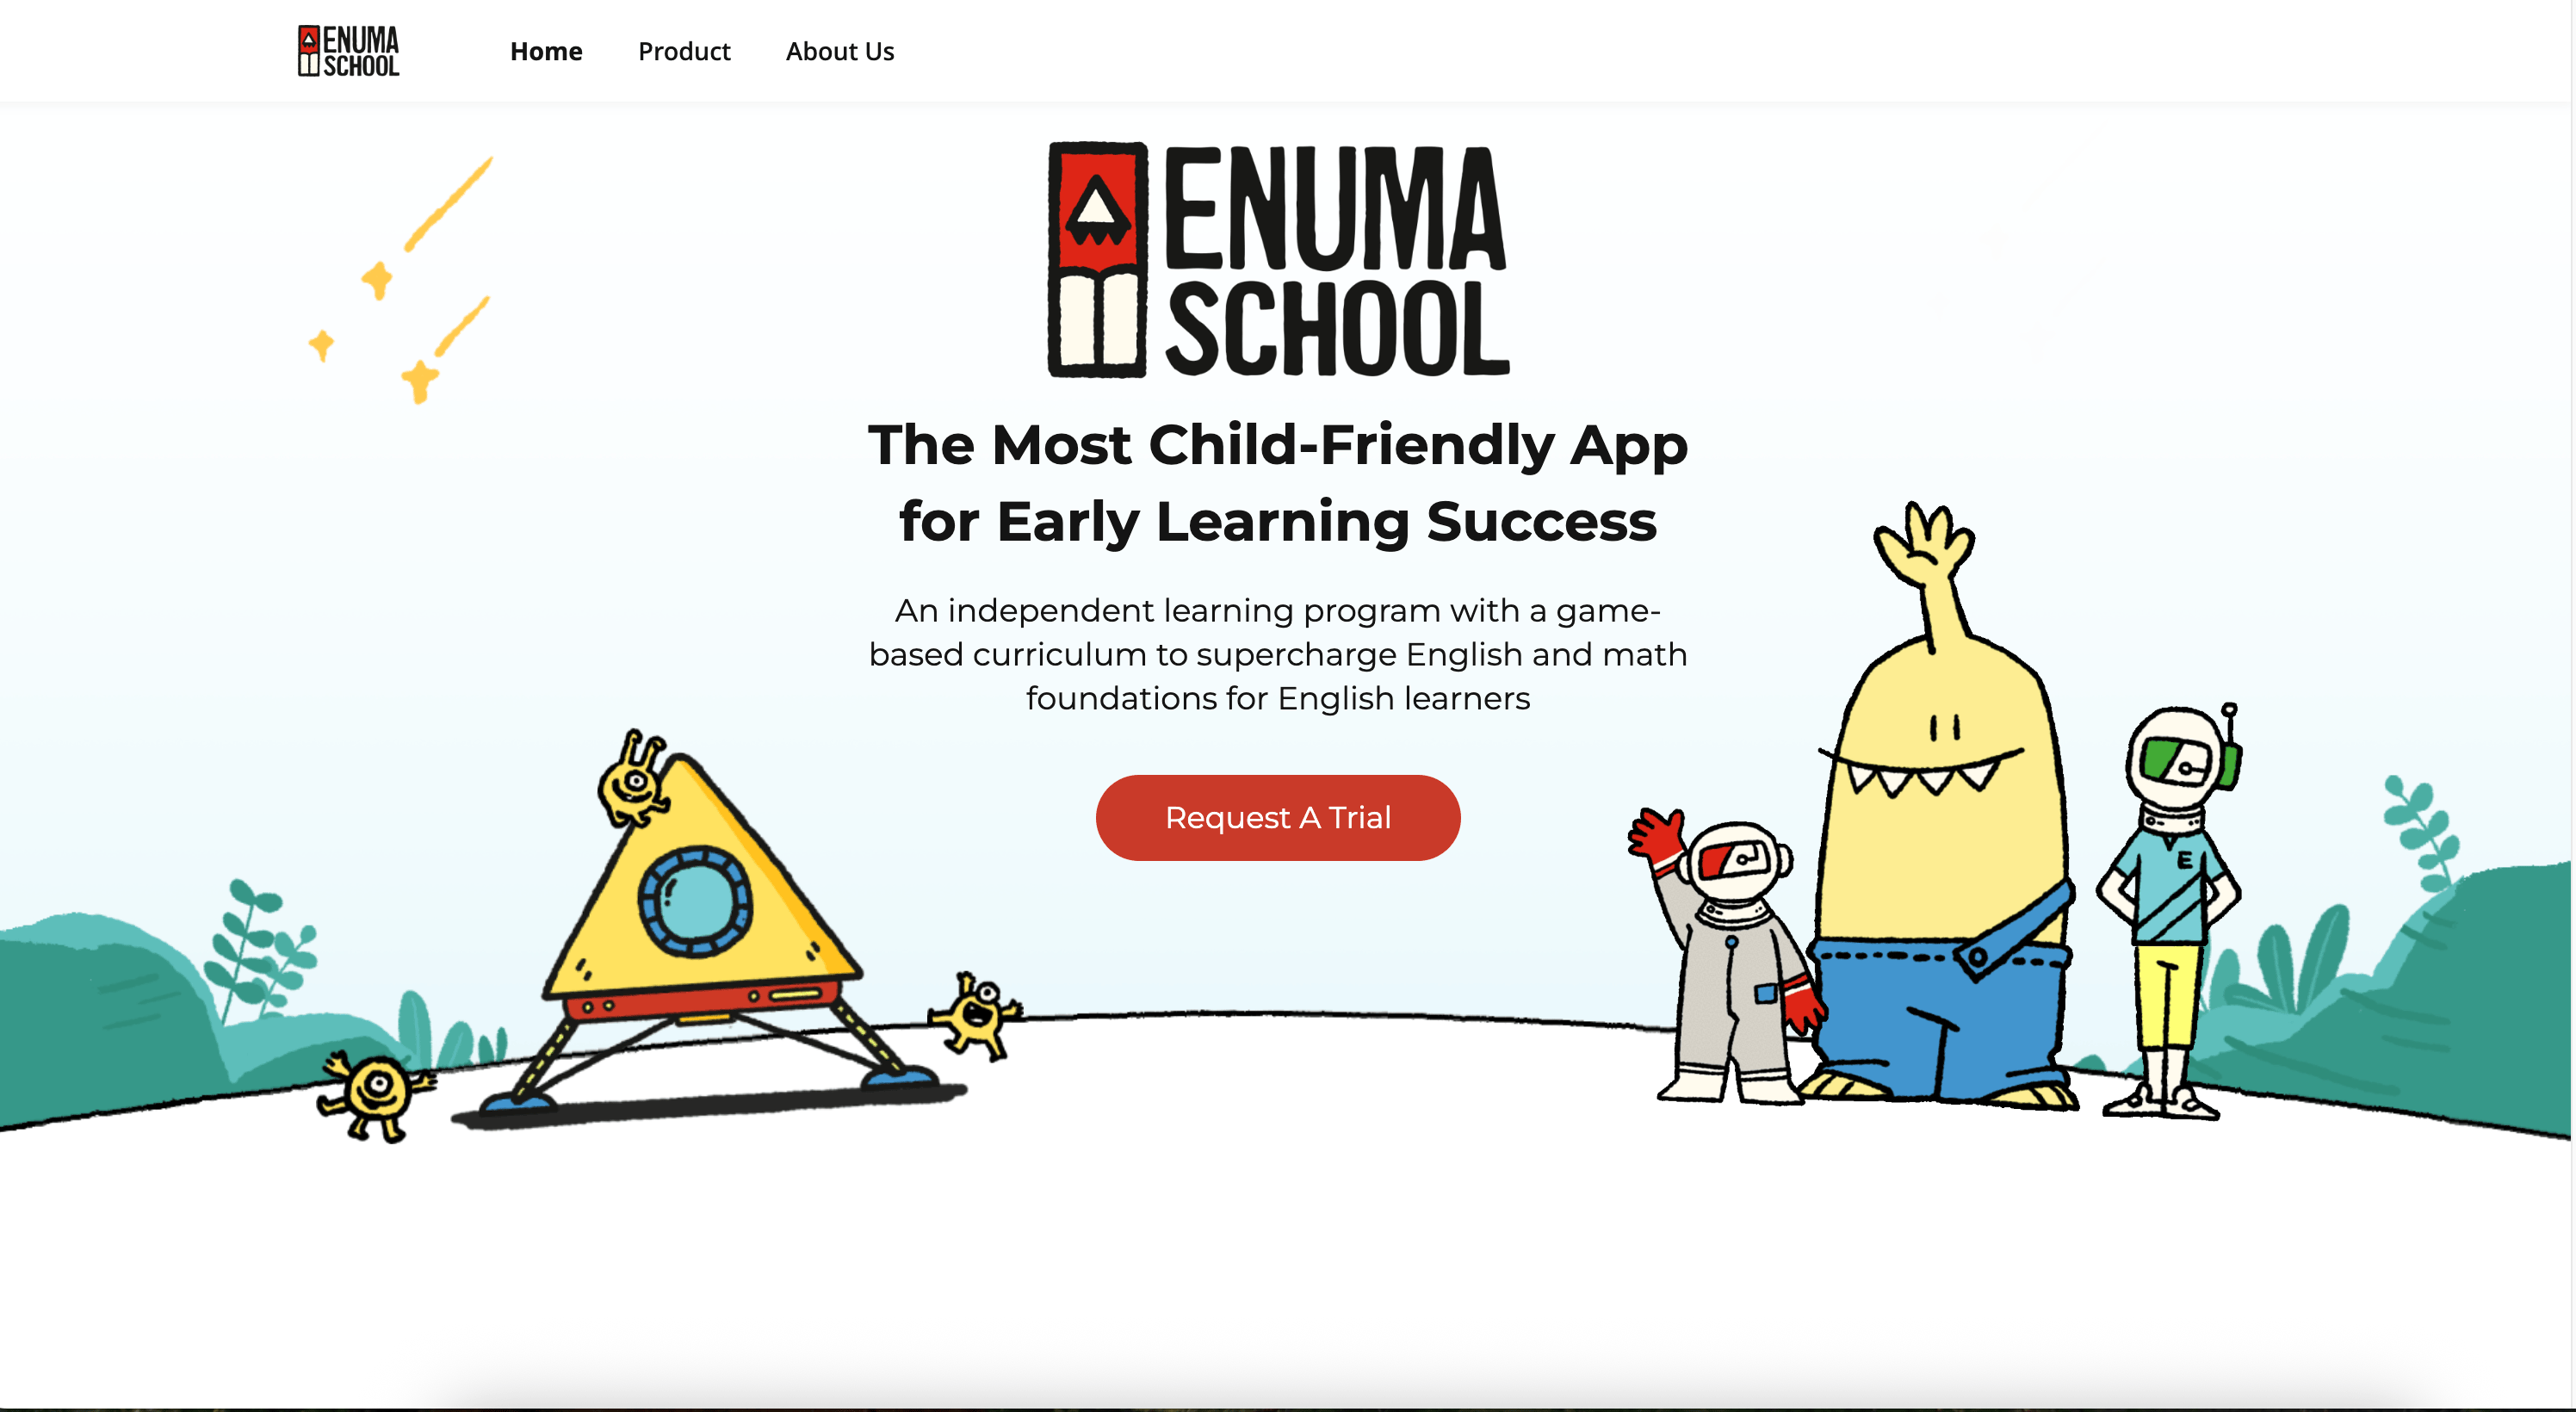 ENUMA
SCHOOL
Home
Product
About Us
ENUMA
SCHOOL
The Most Child-Friendly App
for Early Learning Success
An independent learning program with a game-
based curriculum to supercharge English and math
foundations for English learners
Request A Trial
E